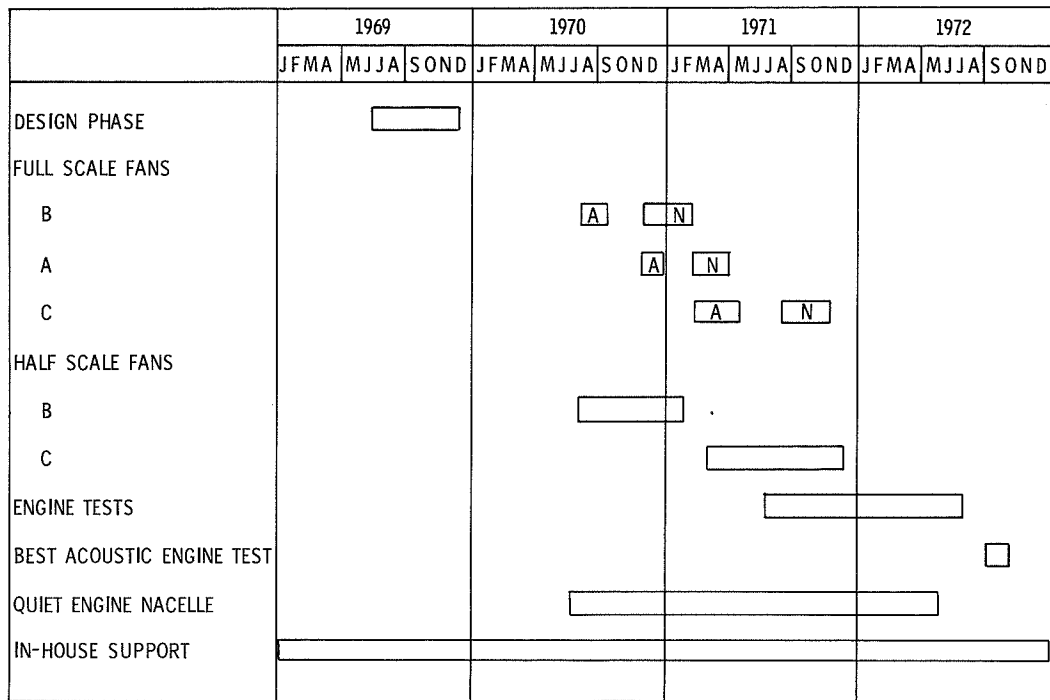 1969 1970 1971 1972
JFMA MJJA SOND JFMA MJJA SOND JFMA MJJA SOND JFMA MJJA SOND
DESIGN PHASE
FULL SCALE FANS
B A N
A A N
C A N
HALF SCALE FANS
B
C
ENGINE TESTS
BEST ACOUSTIC ENGINE TEST
QUIET ENGINE NACELLE
IN-HOUSE SUPPORT